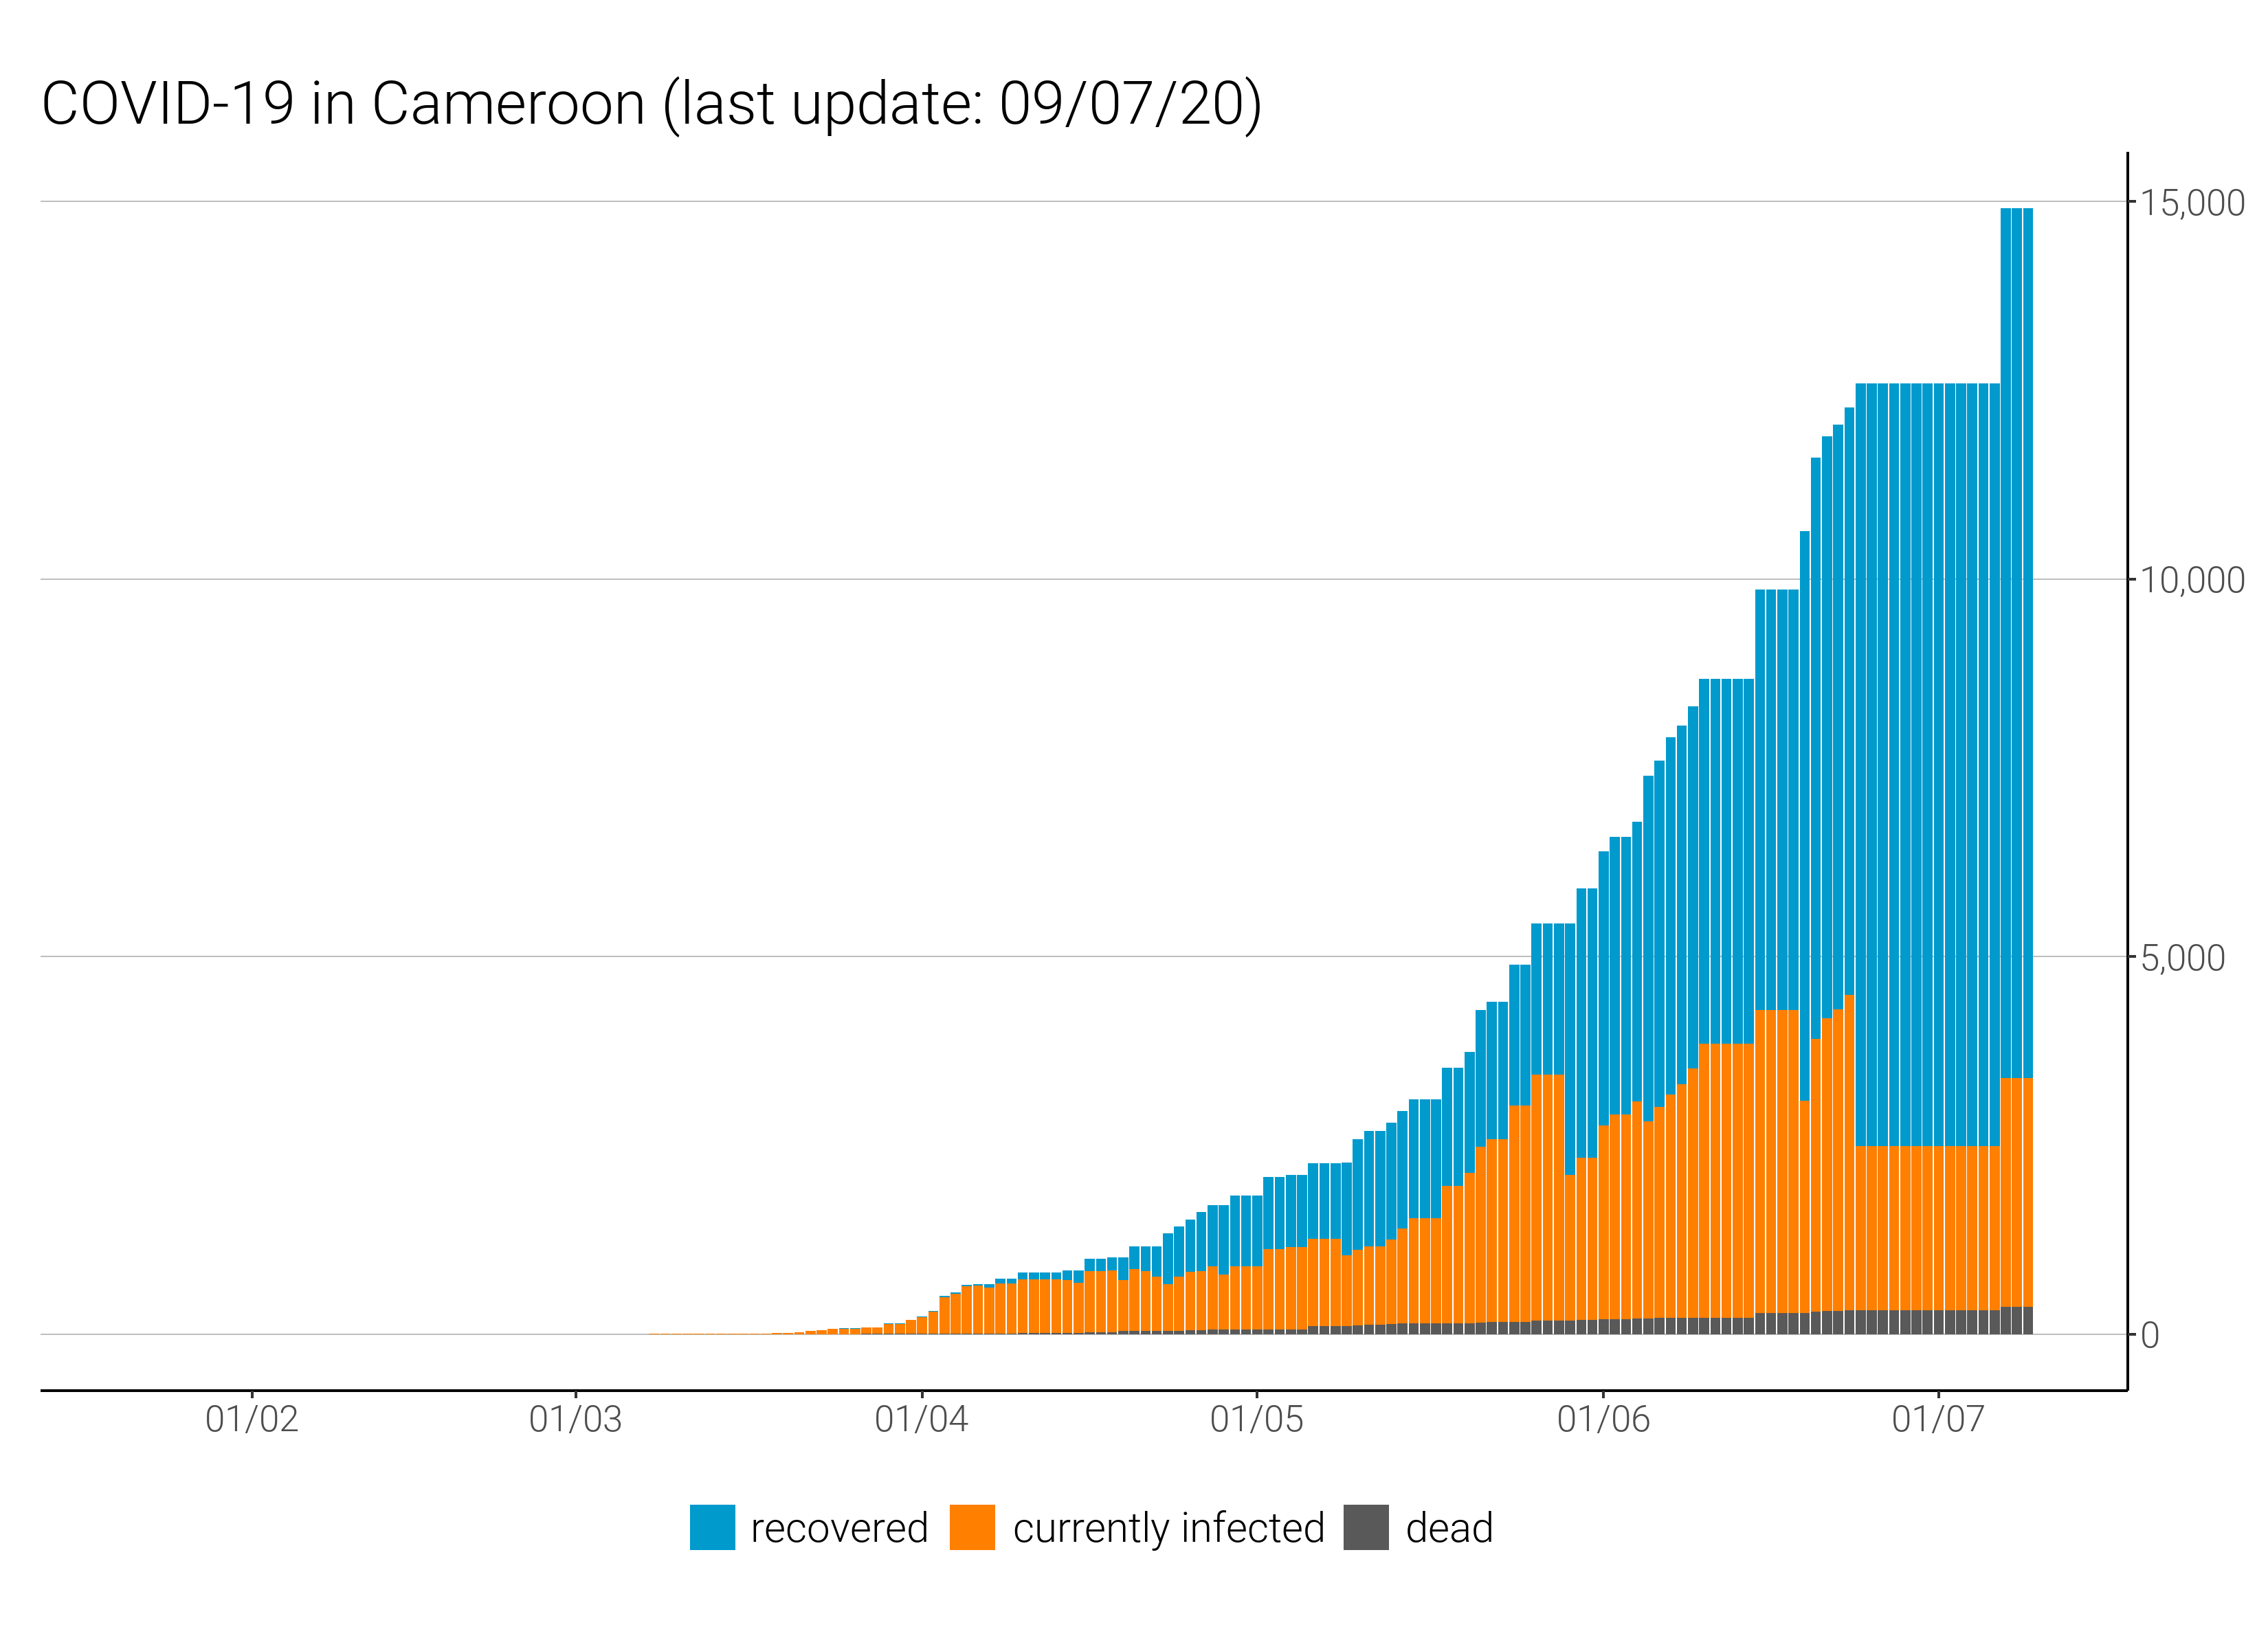 COVID-19 in Cameroon (last update: 09/07/20)
15,000
10,000
5,000
0
01/02 01/03 01/04 01/05 01/06 01/07
recovered currently infected dead